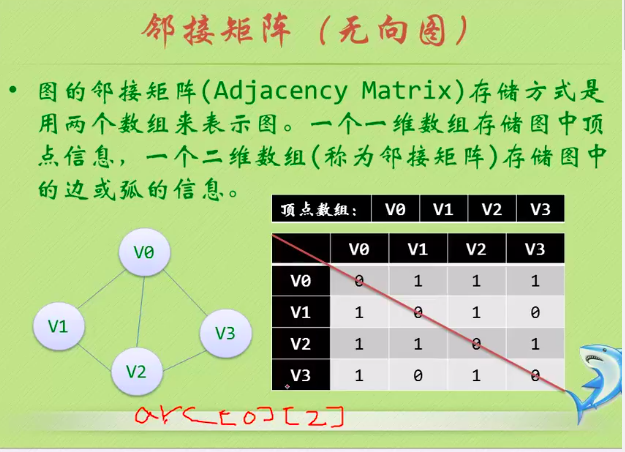 邻接矩阵（无向图）
• 图的邻接矩阵(Adjacency Matrix)存储方式是
用两个数组来表示图。一个一维数组存储图中顶
点信息，一个二维数组(称为邻接矩阵)存储图中
的边或弧的信息。
顶点数组： V0 V1 V2 V3
V0 V1 V2 V3
V0 0 1 1 1
V1 1 0 1 0
V2 1 1 0 1
V3 1 0 1 0
V0
V1
V3
V2
arc[0][2]